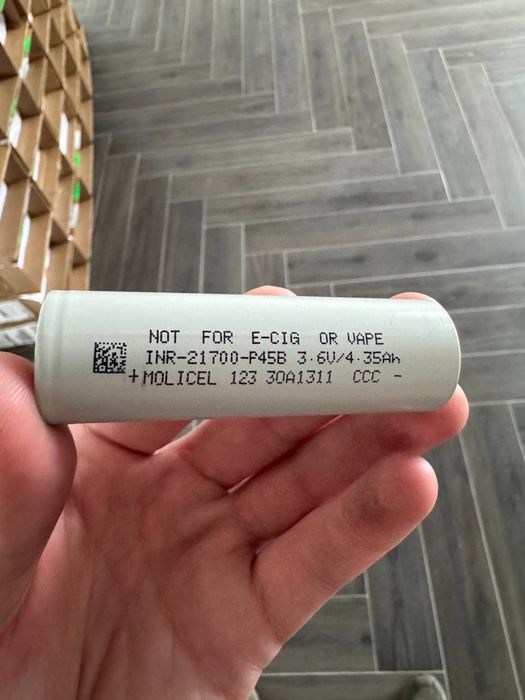 NOT FOR E-CIG OR VAPE
INR-21700-P45B 3.6V/4.35Ah
+MOLICEL 123 30A1311 CCC -